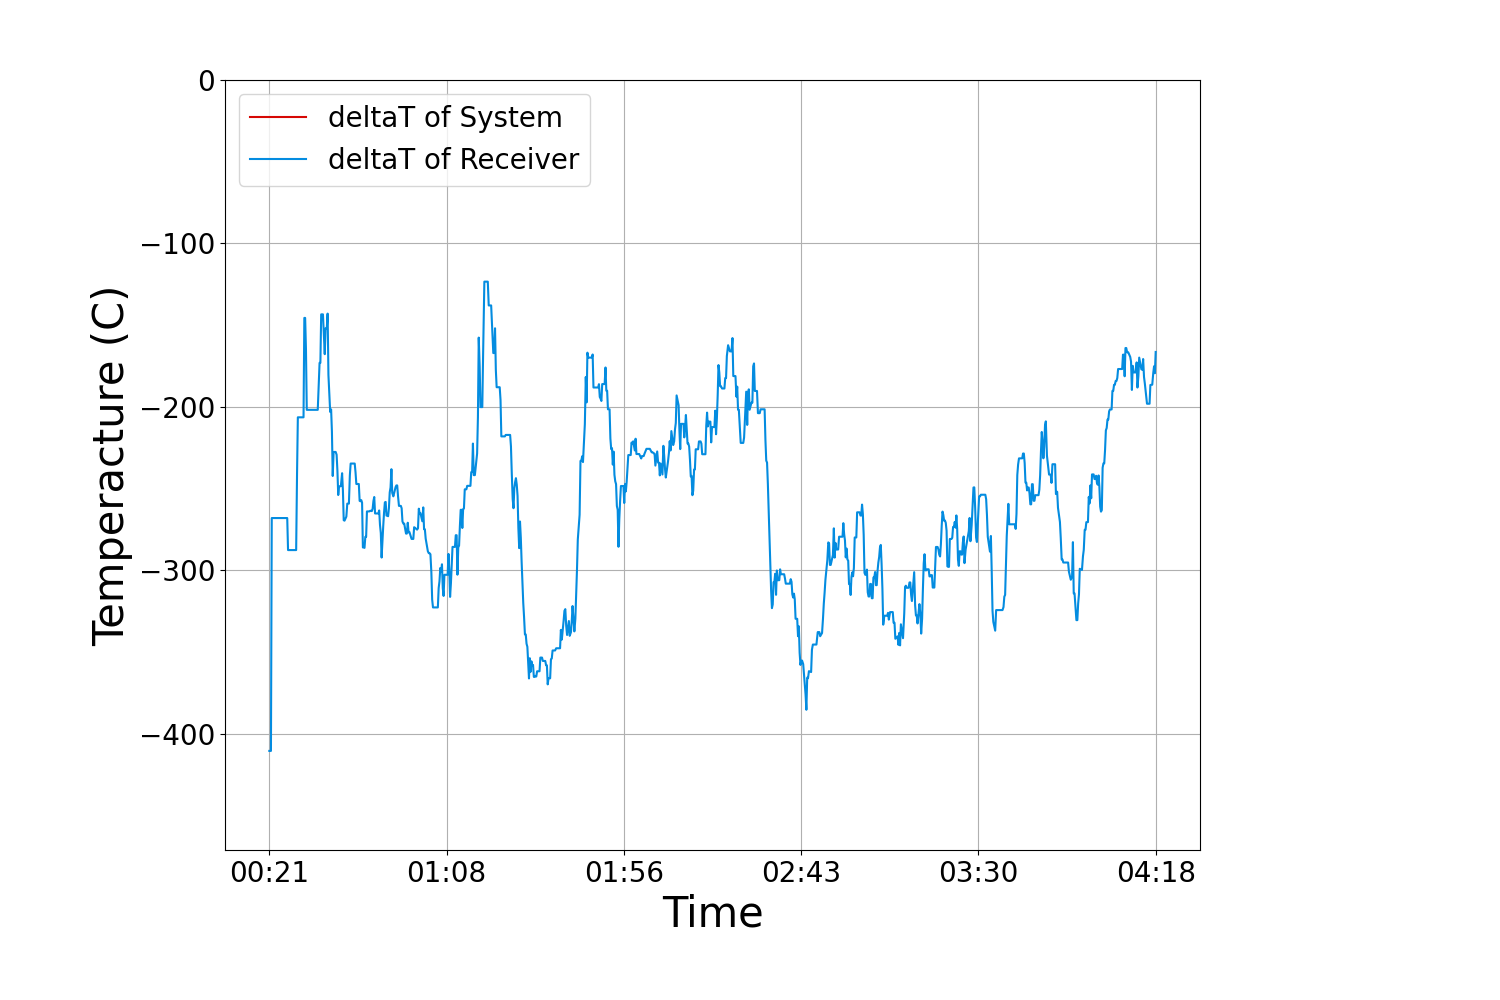 deltaT of System
deltaT of Receiver
0
−100
−200
−300
−400
Temperacture (C)
00:21 01:08 01:56 02:43 03:30 04:18
Time